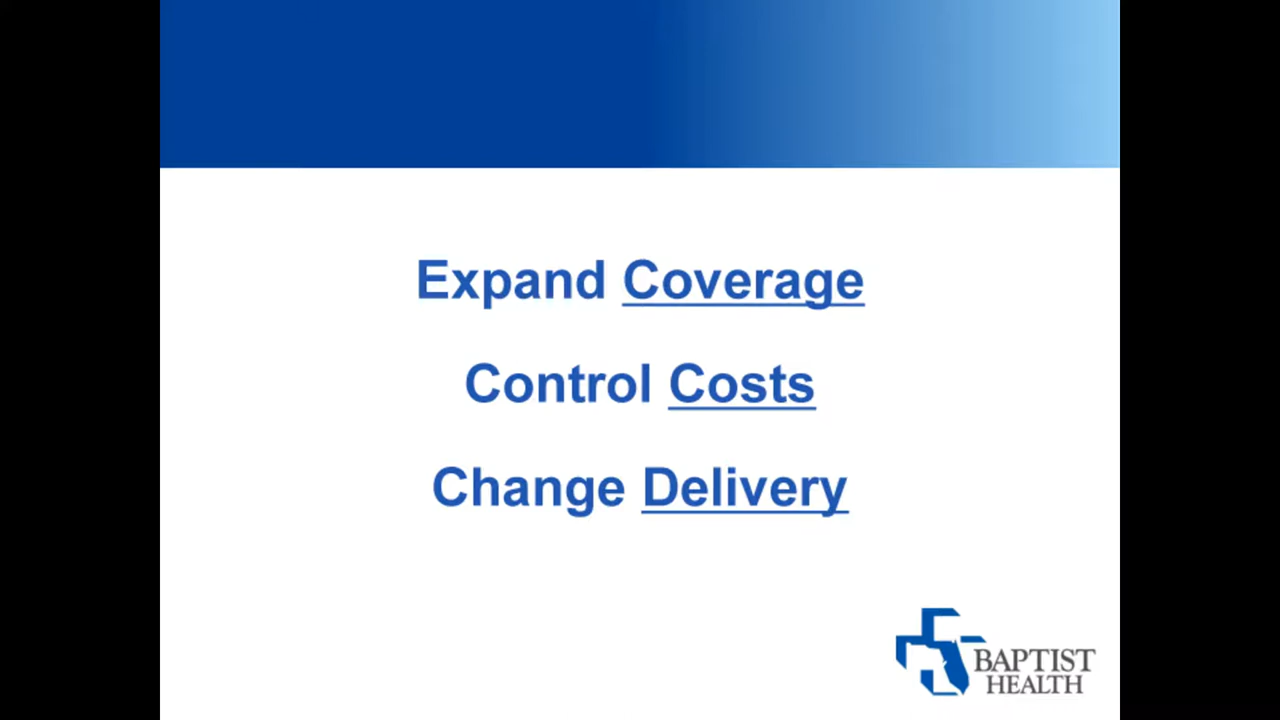 Expand Coverage
Control Costs
Change Delivery
BAPTIST
HEALTH